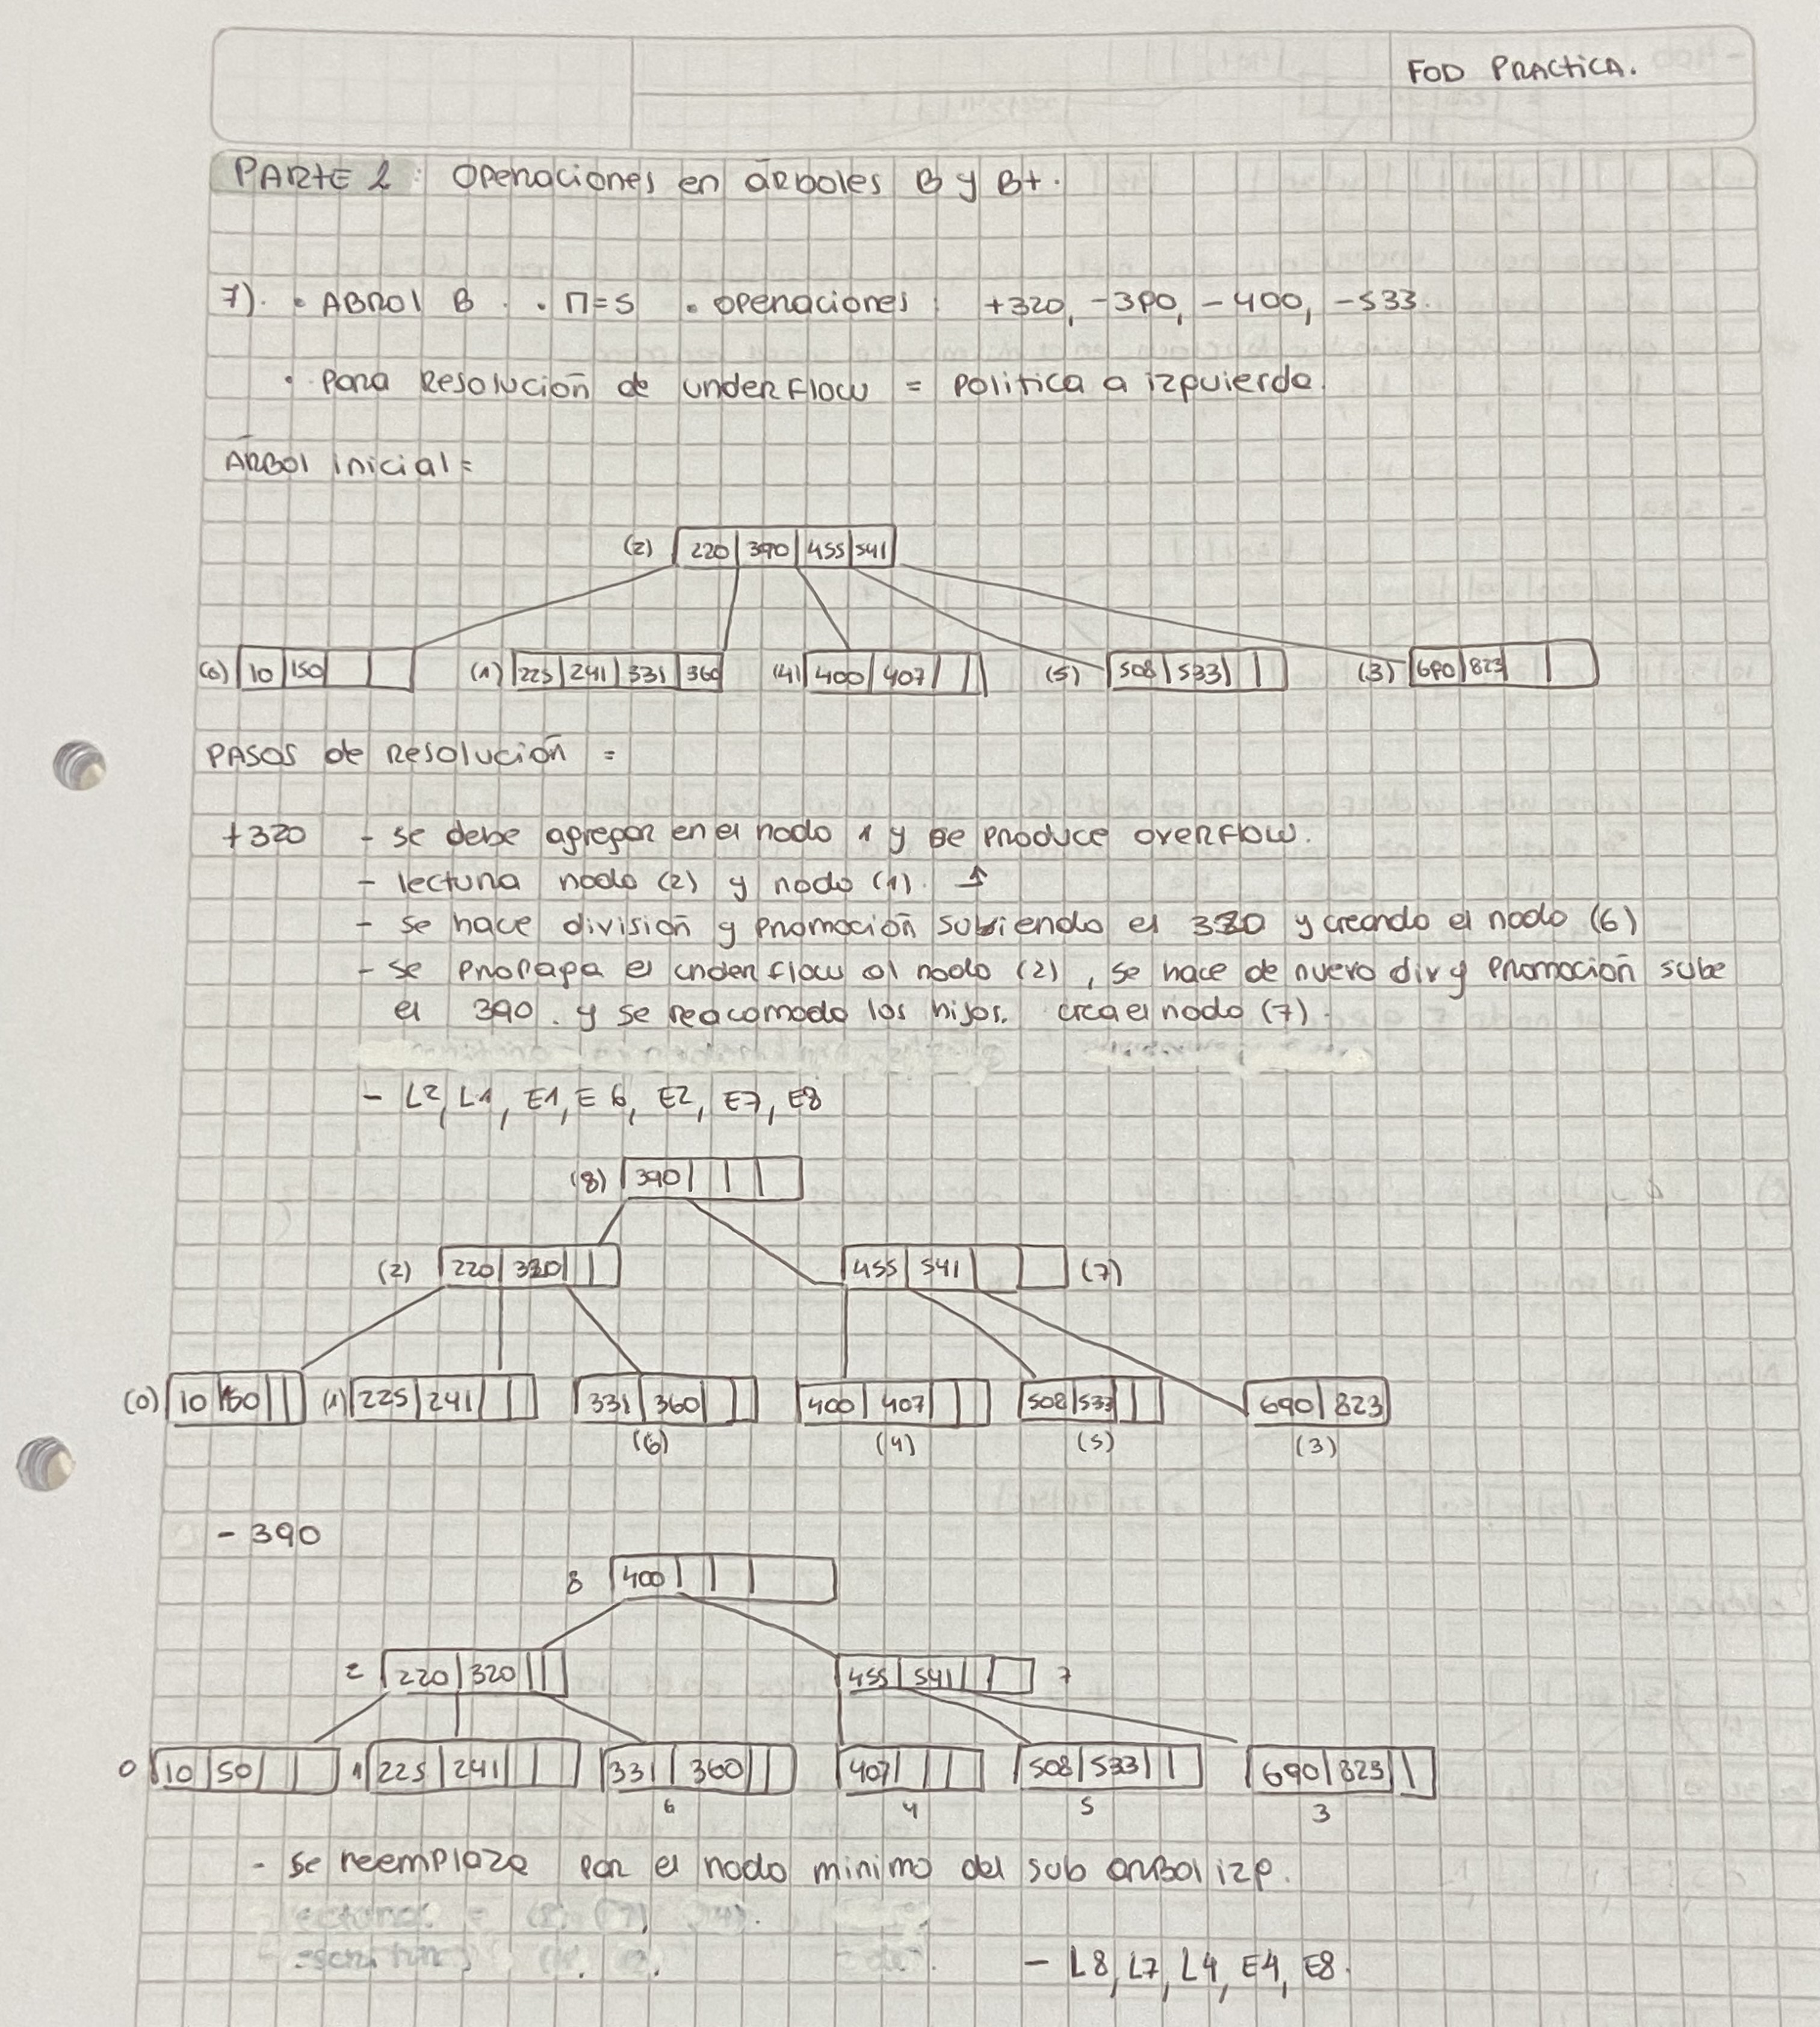 FOD PRACTICA.
PARTE 2: Operaciones en árboles B y B+.
7). • ABROL B • • M=5 • Operaciones: +320, -390, -400, -533.
• Para Resolución de underflow = política a izquierda.
ÁRBOL inicial =
(2) 220 390 455 541
(0) 10 150 (1) 225 241 331 360 (4) 400 407 (5) 508 533 (3) 690 823
PASOS de Resolución =
+320 - se debe agregar en el nodo 1 y se produce overflow.
- lectura nodo (2) y nodo (1).
- se hace división y promoción subiendo el 320 y creando el nodo (6)
- se propaga el underflow al nodo (2), se hace de nuevo div y promoción sube
el 390. y se reacomoda los hijos. crea el nodo (7).
- L2, L1, E1, E6, E2, E7, E8
(8) 390
(2) 220 320 455 541 (7)
(0) 10 150 (1) 225 241 331 360 400 407 508 533 690 823
(6) (4) (5) (3)
- 390
8 400
2 220 320 455 541 7
0 10 50 1 225 241 331 360 407 508 533 690 823
6 4 5 3
- se reemplaza por el nodo minimo del sub arbol izq.
- L8, L7, L4, E4, E8.